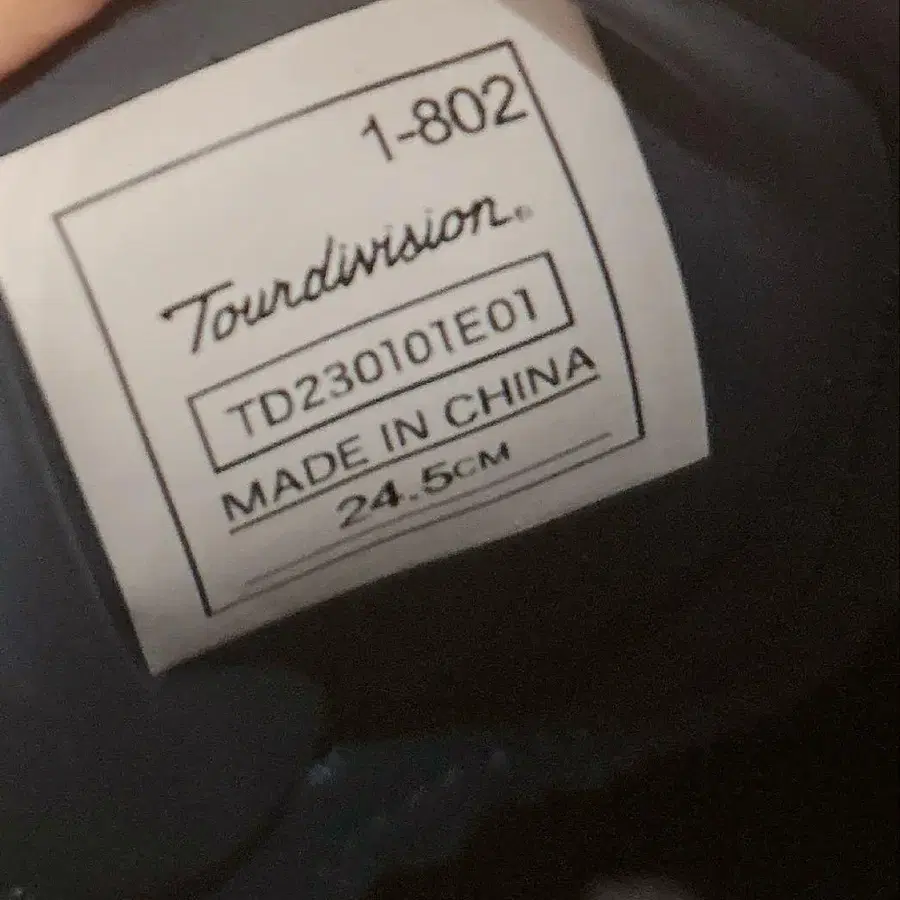 1-802
Tourdivision®
TD230101E01
MADE IN CHINA
24.5CM